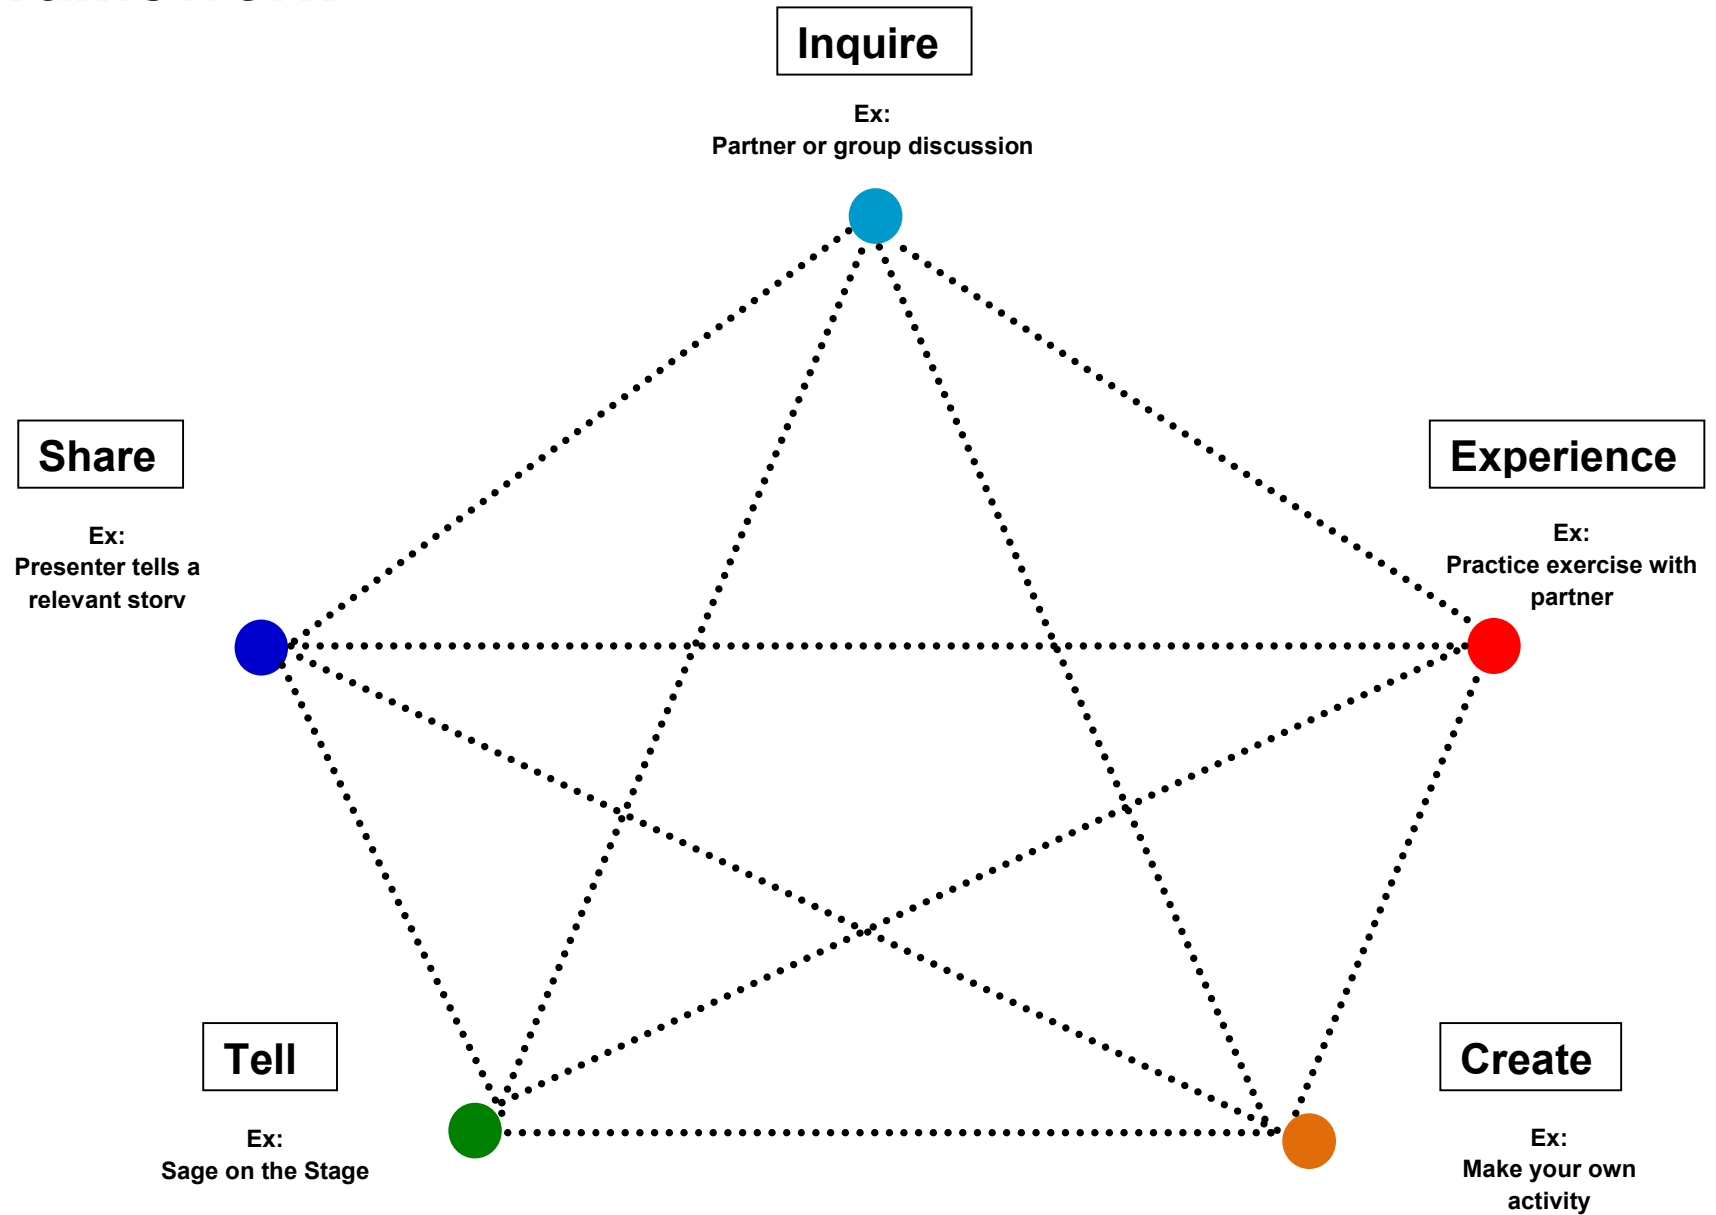 Inquire
Ex:
Partner or group discussion
Share
Experience
Ex:
Presenter tells a
relevant story
Ex:
Practice exercise with
partner
Tell
Create
Ex:
Sage on the Stage
Ex:
Make your own
activity